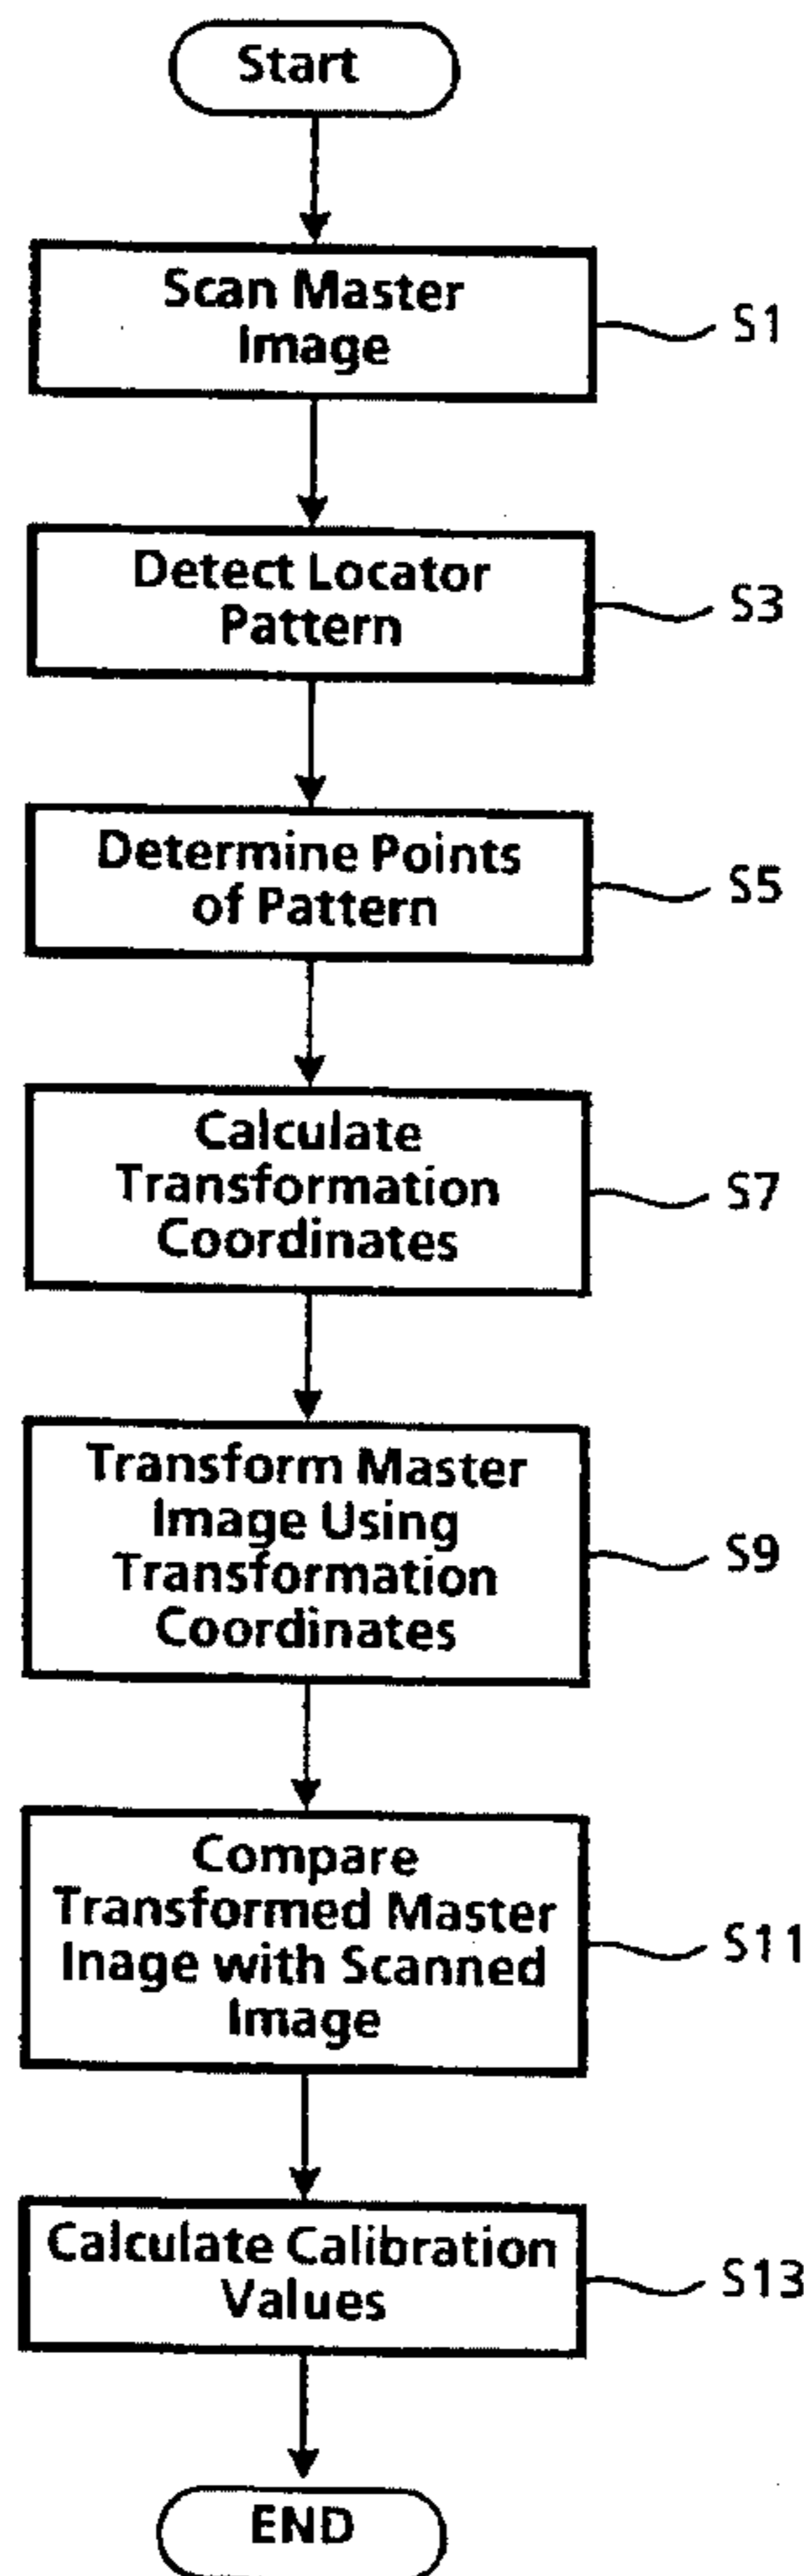 Start
Scan Master
Image
S1
Detect Locator
Pattern
S3
Determine Points
of Pattern
S5
Calculate
Transformation
Coordinates
S7
Transform Master
Image Using
Transformation
Coordinates
S9
Compare
Transformed Master
Inage with Scanned
Image
S11
Calculate Calibration
Values
S13
END